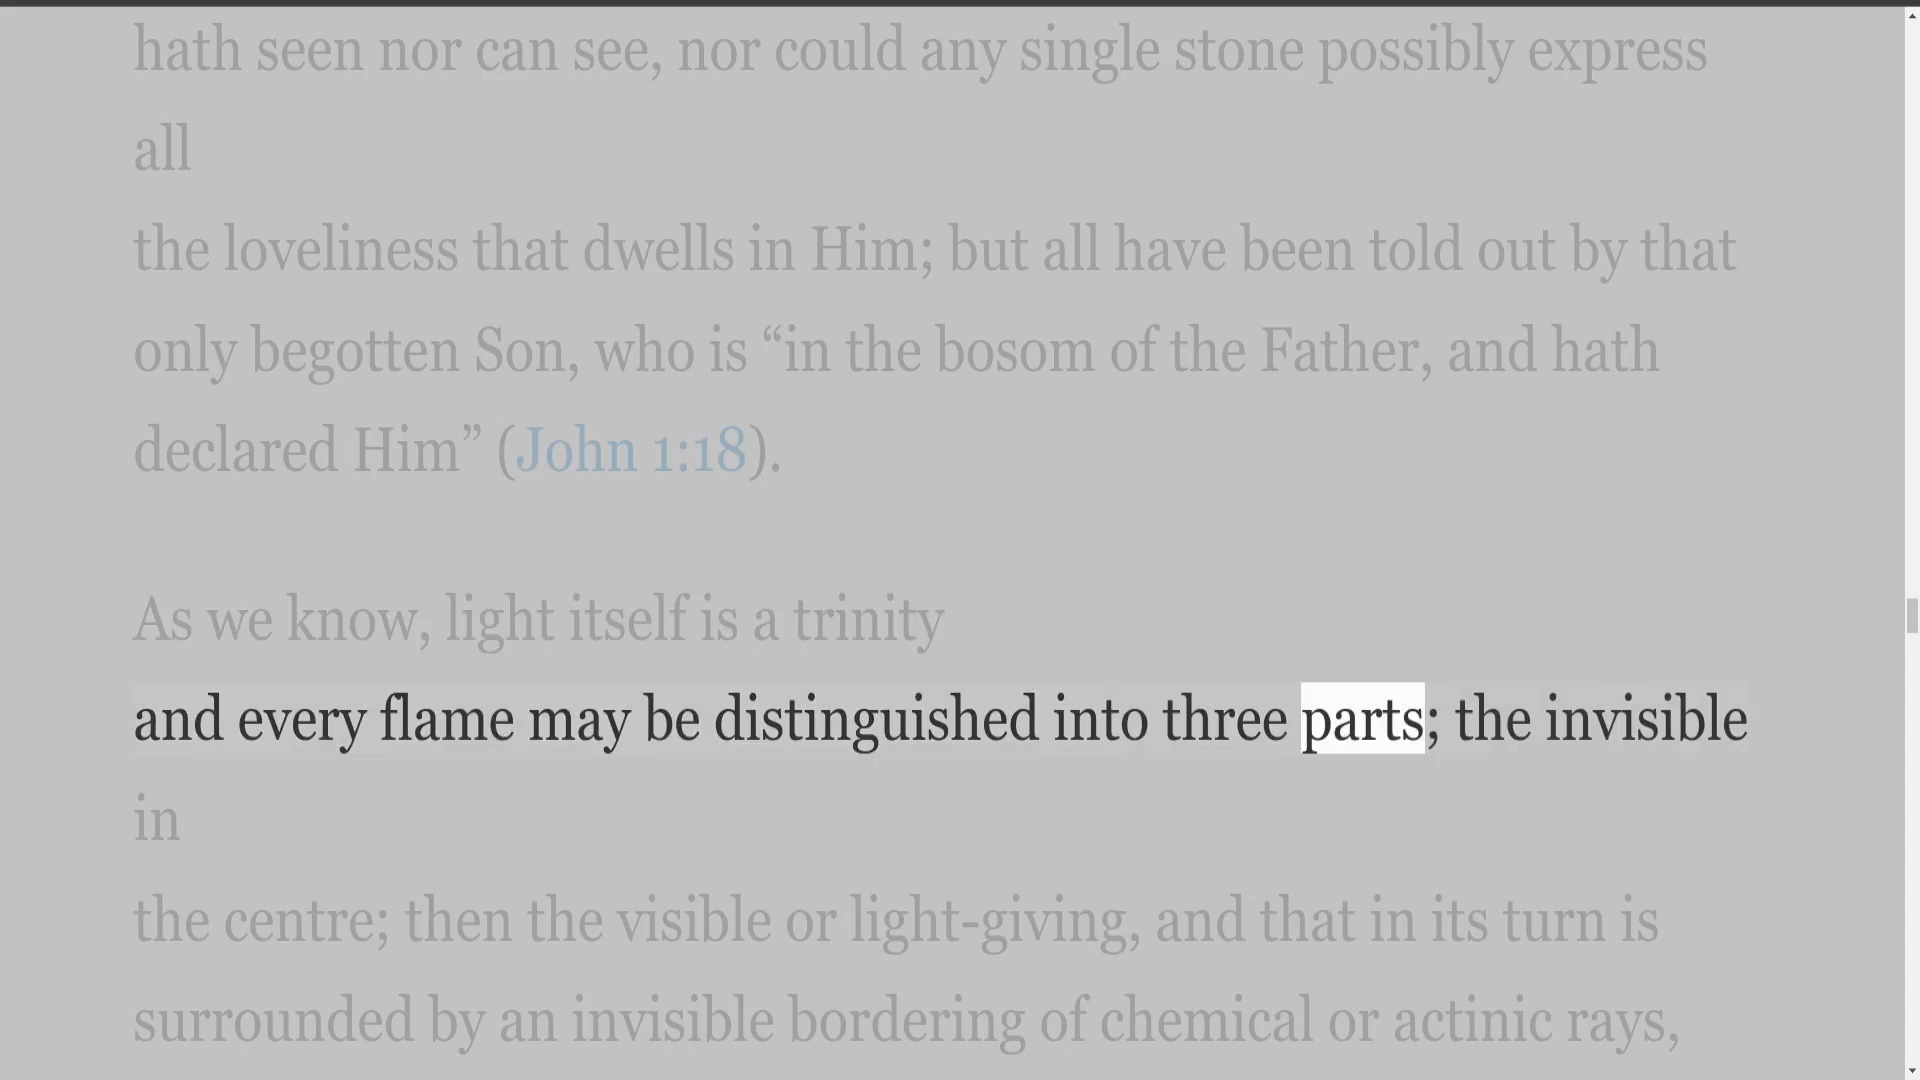 hath seen nor can see, nor could any single stone possibly express
all
the loveliness that dwells in Him; but all have been told out by that
only begotten Son, who is “in the bosom of the Father, and hath
declared Him” (John 1:18).
As we know, light itself is a trinity
and every flame may be distinguished into three parts; the invisible
in
the centre; then the visible or light-giving, and that in its turn is
surrounded by an invisible bordering of chemical or actinic rays,